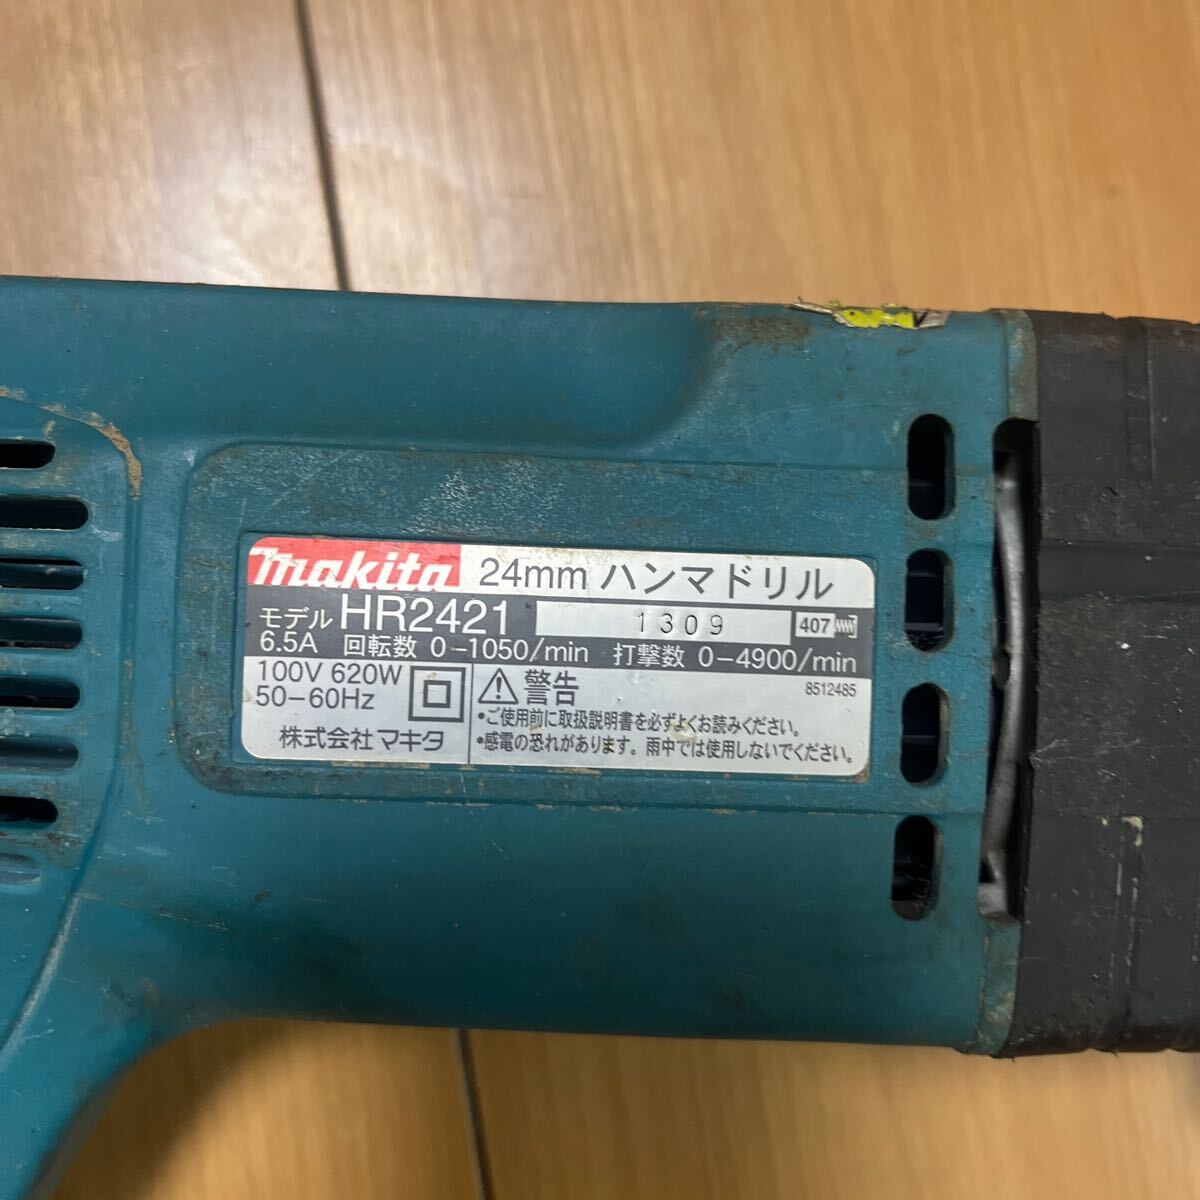 makita 24mm ハンマドリル
モデル HR2421 1309 407
6.5A 回転数 0-1050/min 打撃数 0-4900/min
100V 620W
50-60Hz
株式会社 マキタ
警告 8512485
•ご使用前に取扱説明書を必ずよくお読みください。
•感電の恐れがあります。雨中では使用しないでください。